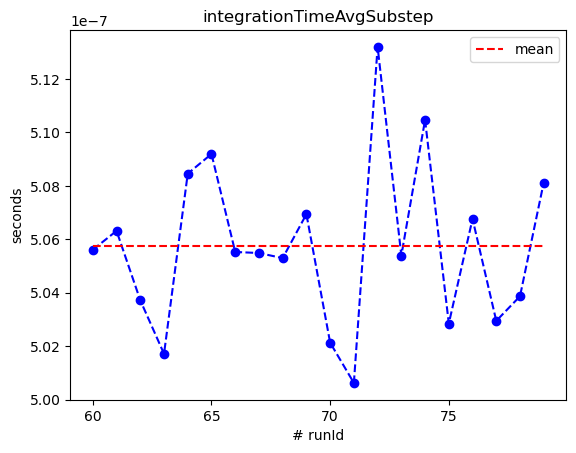 integrationTimeAvgSubstep
1e−7
mean
5.12
5.10
5.08
5.06
5.04
5.02
5.00
seconds
60
65
70
75
# runId